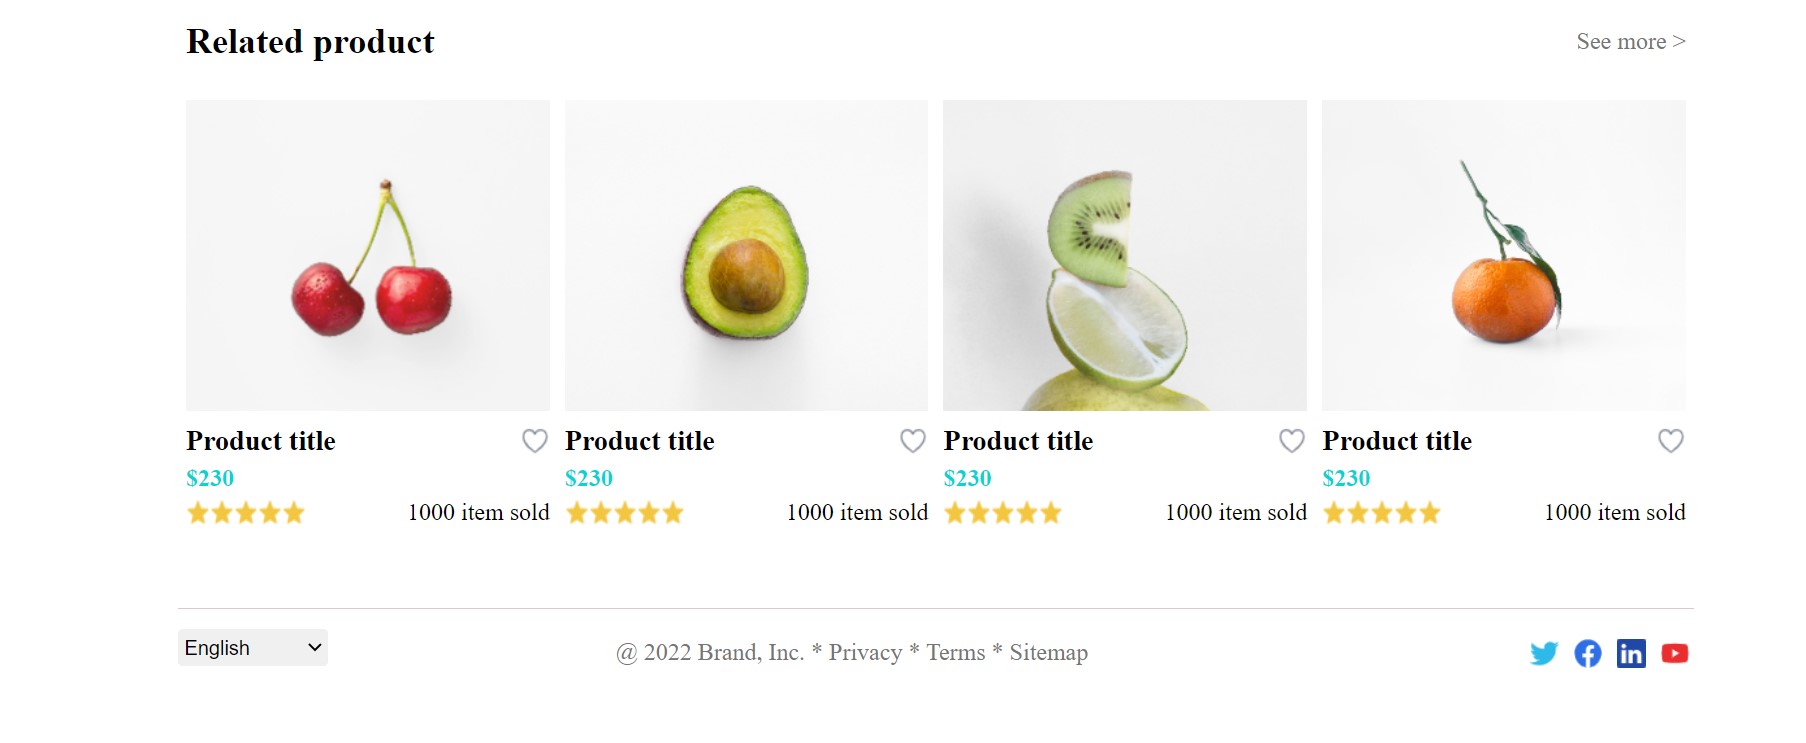 Related product
See more >
Product title
$230
1000 item sold
Product title
$230
1000 item sold
Product title
$230
1000 item sold
Product title
$230
1000 item sold
English
@ 2022 Brand, Inc. * Privacy * Terms * Sitemap
in